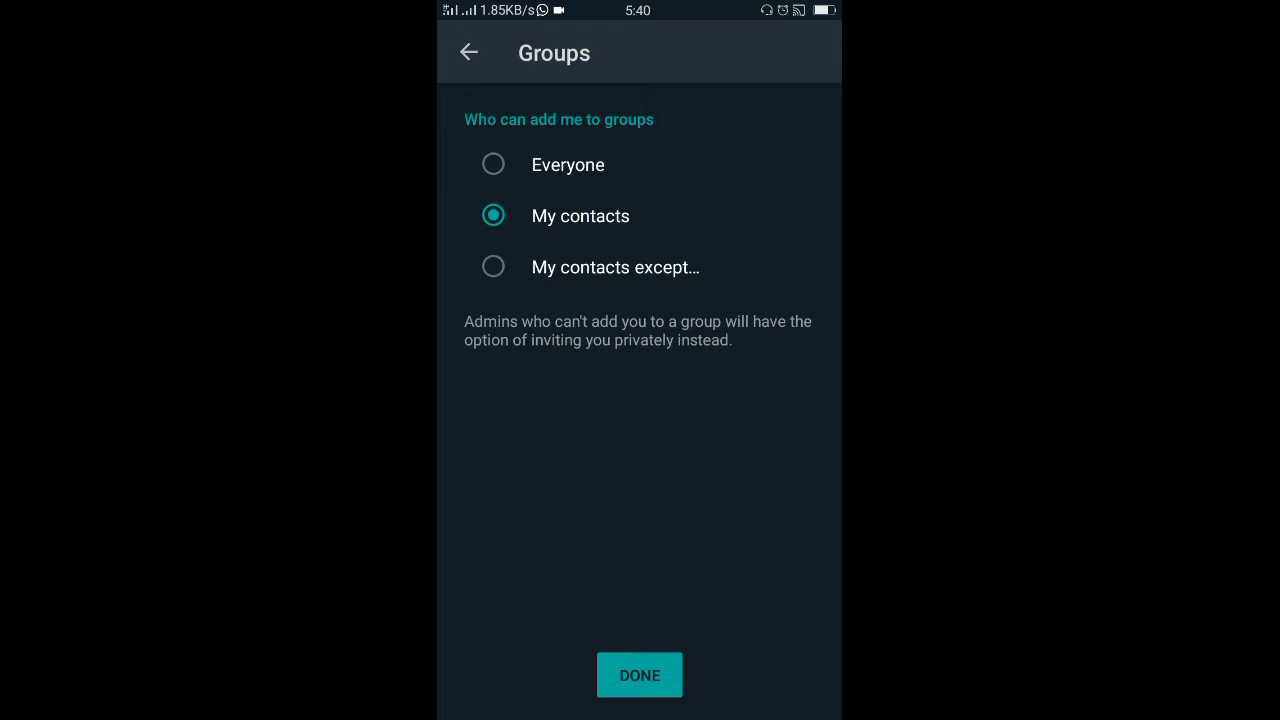 1.85KB/s 5:40
Groups
Who can add me to groups
Everyone
My contacts
My contacts except...
Admins who can't add you to a group will have the
option of inviting you privately instead.
DONE